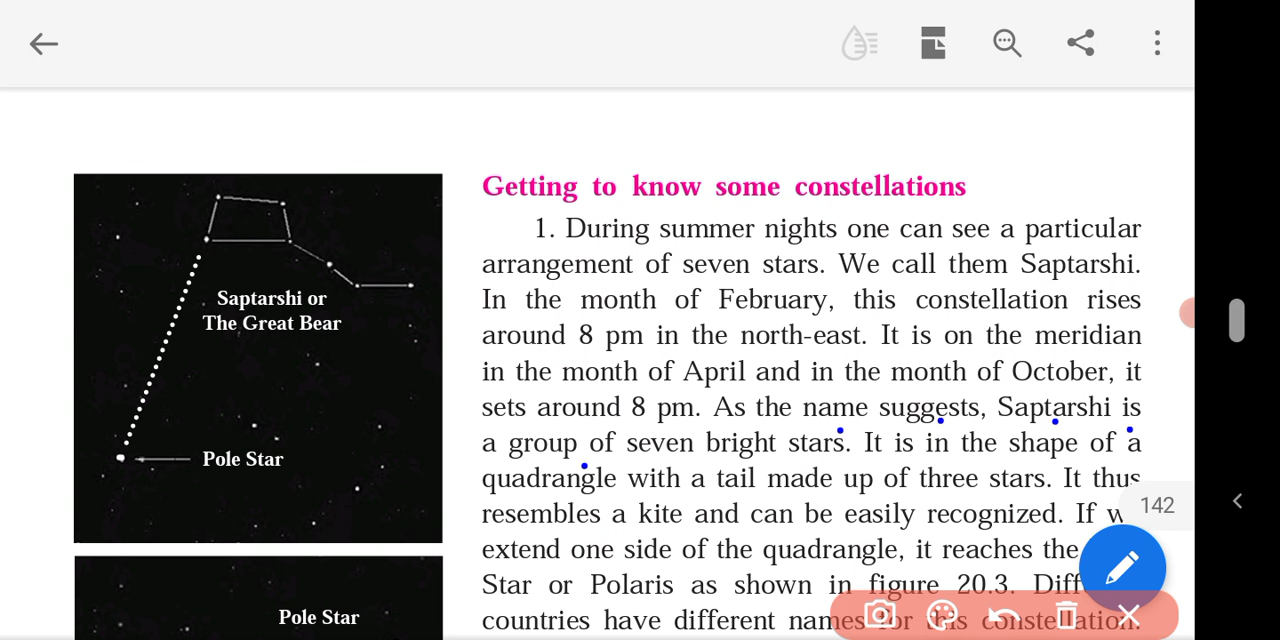 Getting to know some constellations
1. During summer nights one can see a particular
arrangement of seven stars. We call them Saptarshi.
In the month of February, this constellation rises
around 8 pm in the north-east. It is on the meridian
in the month of April and in the month of October, it
sets around 8 pm. As the name suggests, Saptarshi is
a group of seven bright stars. It is in the shape of a
quadrangle with a tail made up of three stars. It thus
resembles a kite and can be easily recognized. If
extend one side of the quadrangle, it reaches the
Star or Polaris as shown in figure 20.3.
countries have different names for this constellation.
Saptarshi or
The Great Bear
Pole Star
Pole Star
142